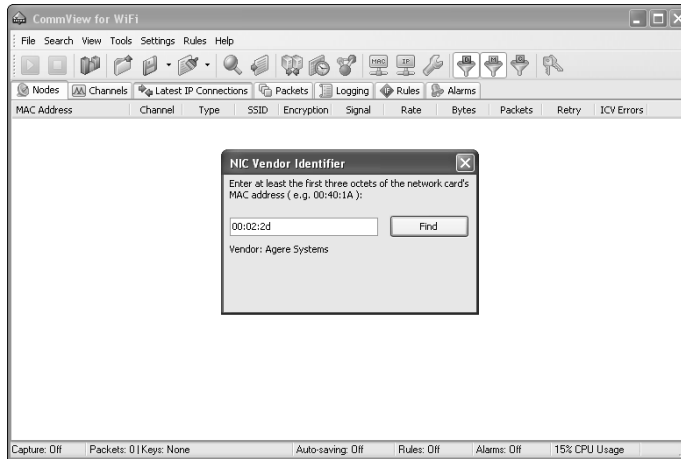 CommView for WiFi
File Search View Tools Settings Rules Help
MAC IP
Nodes Channels Latest IP Connections Packets Logging Rules Alarms
MAC Address Channel Type SSID Encryption Signal Rate Bytes Packets Retry ICV Errors
NIC Vendor Identifier
Enter at least the first three octets of the network card's
MAC address ( e.g. 00:40:1A ):
00:02:2d Find
Vendor: Agere Systems
Capture: Off Packets: 0 | Keys: None Auto-saving: Off Rules: Off Alarms: Off 15% CPU Usage